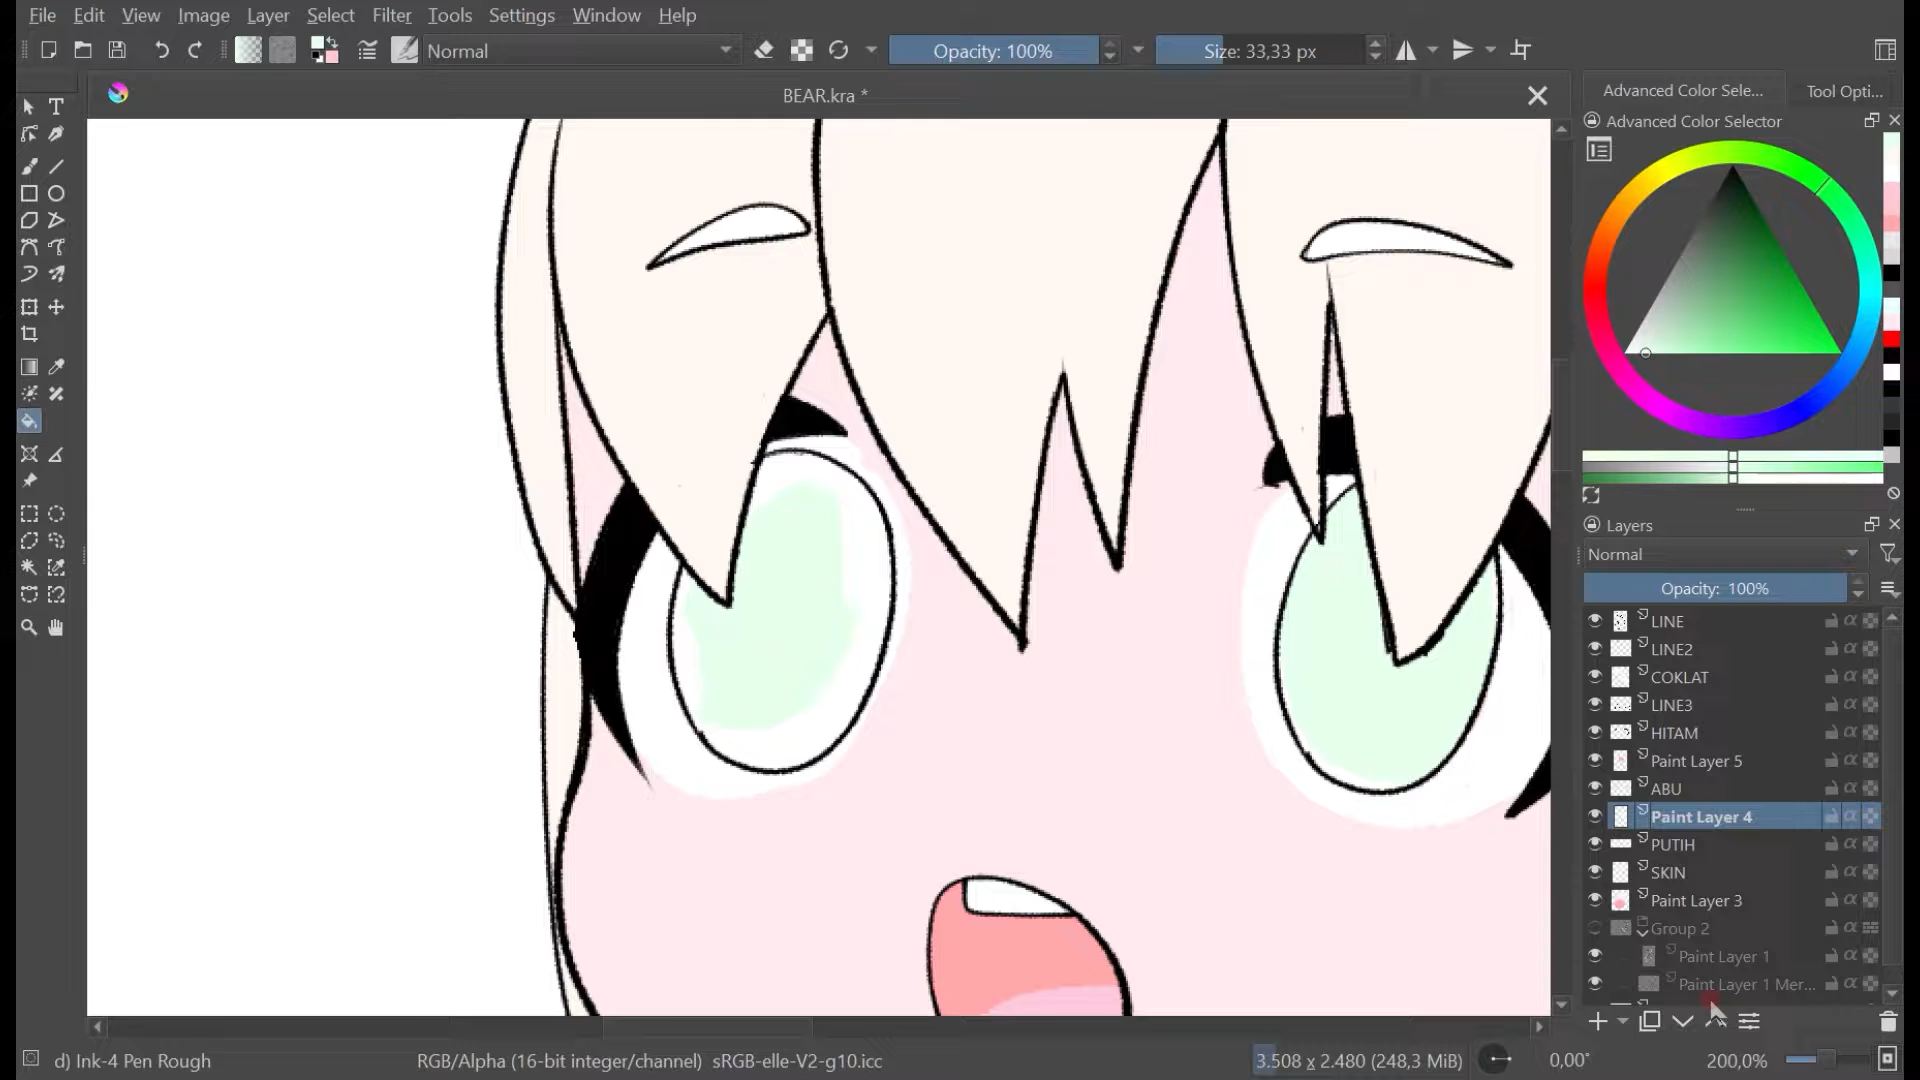 File Edit View Image Layer Select Filter Tools Settings Window Help
Normal
Opacity: 100%
Size: 33,33 px
BEAR.kra *
Advanced Color Sele...
Tool Opti...
Advanced Color Selector
Layers
Normal
Opacity: 100%
LINE
LINE2
COKLAT
LINE3
HITAM
Paint Layer 5
ABU
Paint Layer 4
PUTIH
SKIN
Paint Layer 3
Group 2
Paint Layer 1
Paint Layer 1 Mer...
d) Ink-4 Pen Rough
RGB/Alpha (16-bit integer/channel) sRGB-elle-V2-g10.icc
3.508 x 2.480 (248,3 MiB)
0,00°
200,0%